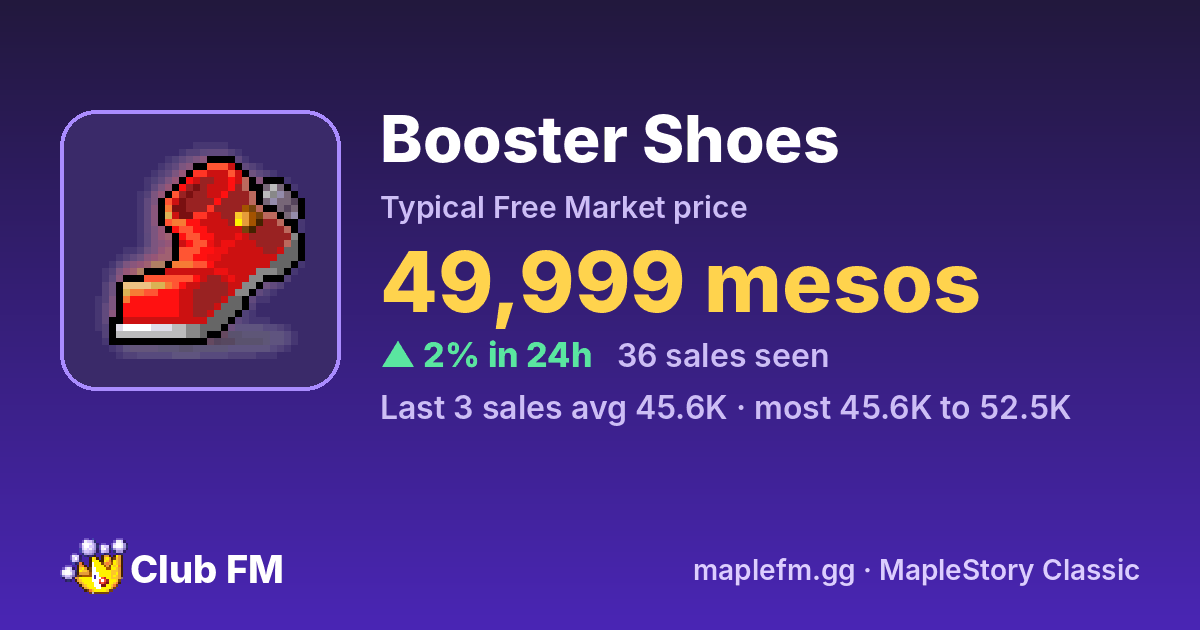 Booster Shoes
Typical Free Market price
49,999 mesos
▲ 2% in 24h 36 sales seen
Last 3 sales avg 45.6K · most 45.6K to 52.5K
Club FM
maplefm.gg · MapleStory Classic